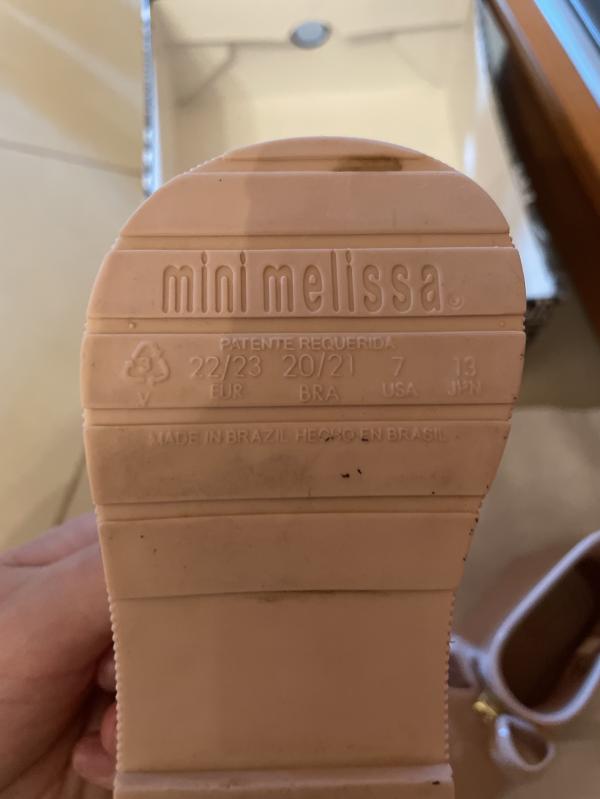 mini melissa®
PATENTE REQUERIDA
3 22/23 20/21 7 13
V EUR BRA USA JPN
MADE IN BRAZIL HECHO EN BRASIL